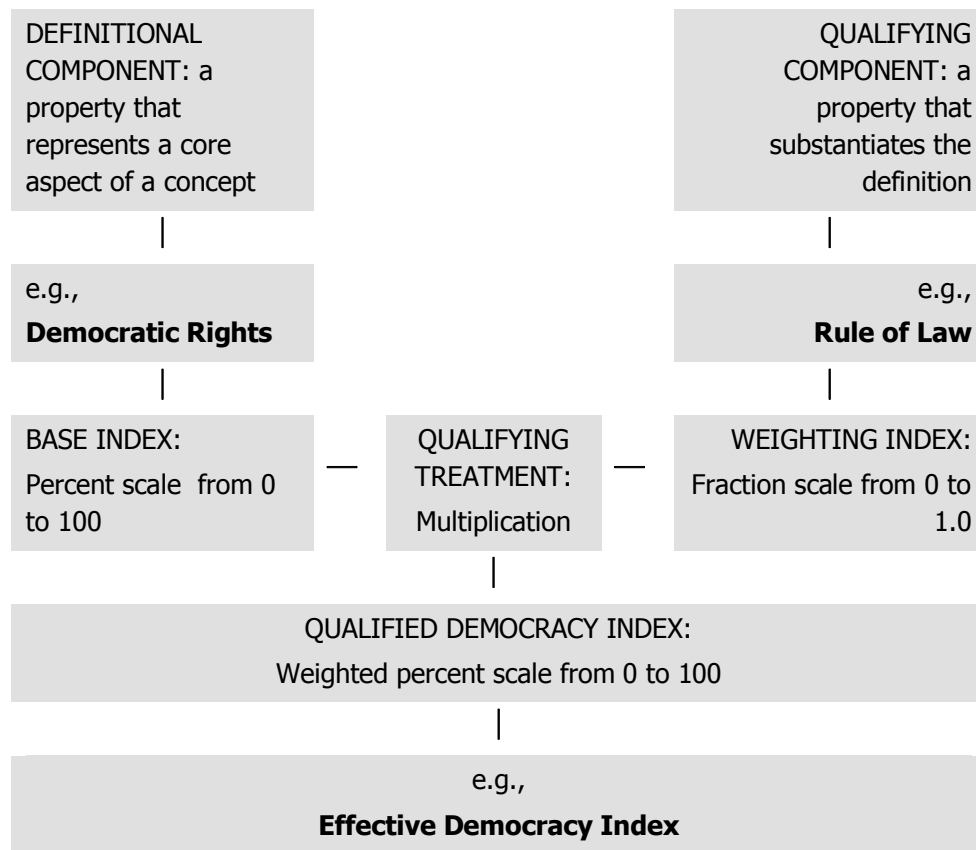 DEFINITIONAL
COMPONENT: a
property that
represents a core
aspect of a concept
QUALIFYING
COMPONENT: a
property that
substantiates the
definition
e.g.,
Democratic Rights
e.g.,
Rule of Law
BASE INDEX:
Percent scale from 0
to 100
QUALIFYING
TREATMENT:
Multiplication
WEIGHTING INDEX:
Fraction scale from 0 to
1.0
QUALIFIED DEMOCRACY INDEX:
Weighted percent scale from 0 to 100
e.g.,
Effective Democracy Index